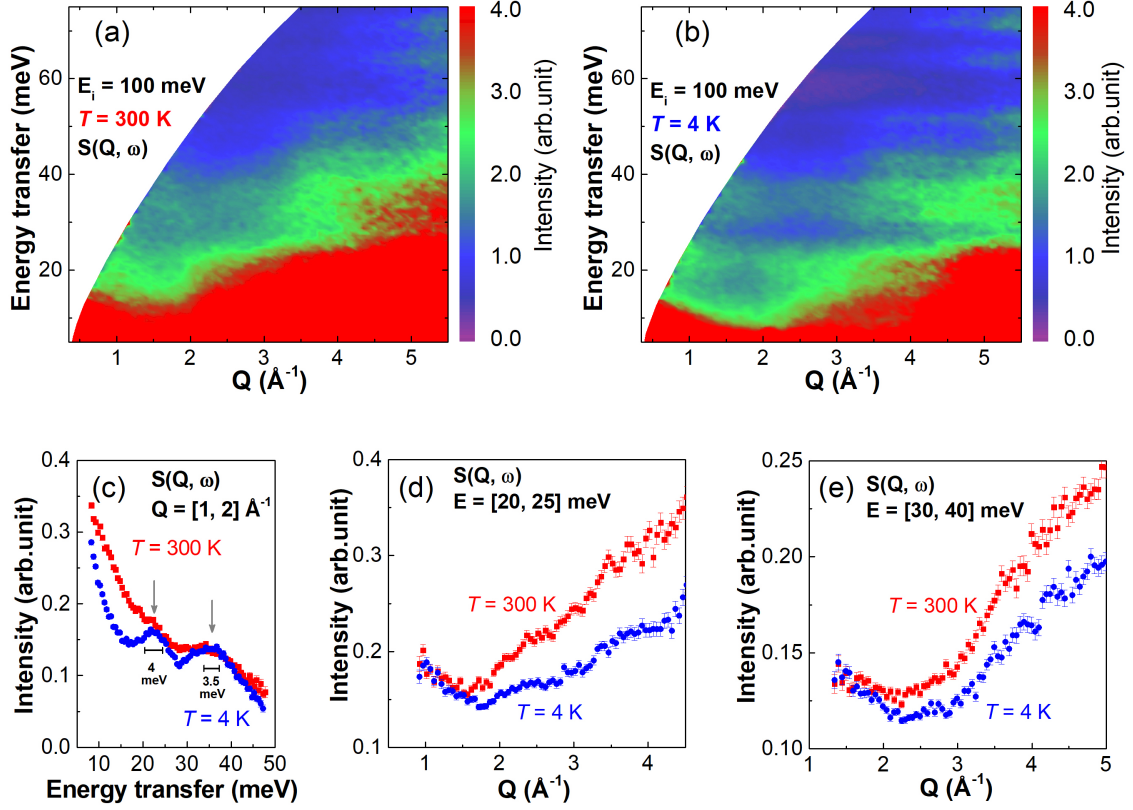 (a)
E_i = 100 meV
T = 300 K
S(Q, ω)
Energy transfer (meV)
60
40
20
1 2 3 4 5
Q (Å⁻¹)
4.0
3.0
2.0
1.0
0.0
Intensity (arb.unit)
(b)
E_i = 100 meV
T = 4 K
S(Q, ω)
Energy transfer (meV)
60
40
20
1 2 3 4 5
Q (Å⁻¹)
4.0
3.0
2.0
1.0
0.0
Intensity (arb.unit)
(c)
S(Q, ω)
Q = [1, 2] Å⁻¹
T = 300 K
4
meV
3.5
meV
T = 4 K
Intensity (arb.unit)
0.4
0.3
0.2
0.1
0.0
10 20 30 40 50
Energy transfer (meV)
(d)
S(Q, ω)
E = [20, 25] meV
T = 300 K
T = 4 K
Intensity (arb.unit)
0.4
0.3
0.2
0.1
1 2 3 4
Q (Å⁻¹)
(e)
S(Q, ω)
E = [30, 40] meV
T = 300 K
T = 4 K
Intensity (arb.unit)
0.25
0.20
0.15
0.10
1 2 3 4 5
Q (Å⁻¹)